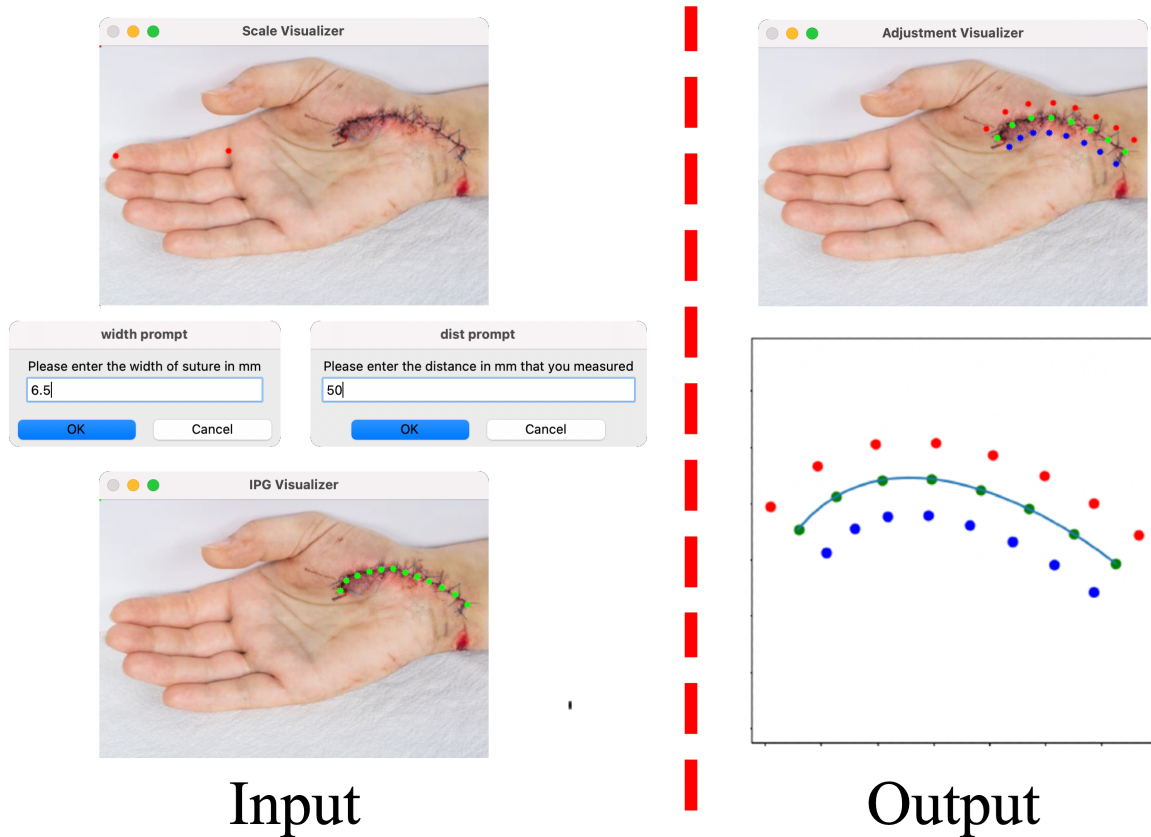 Scale Visualizer
width prompt
Please enter the width of suture in mm
6.5
OK
Cancel
dist prompt
Please enter the distance in mm that you measured
50
OK
Cancel
IPG Visualizer
Input
Adjustment Visualizer
Output